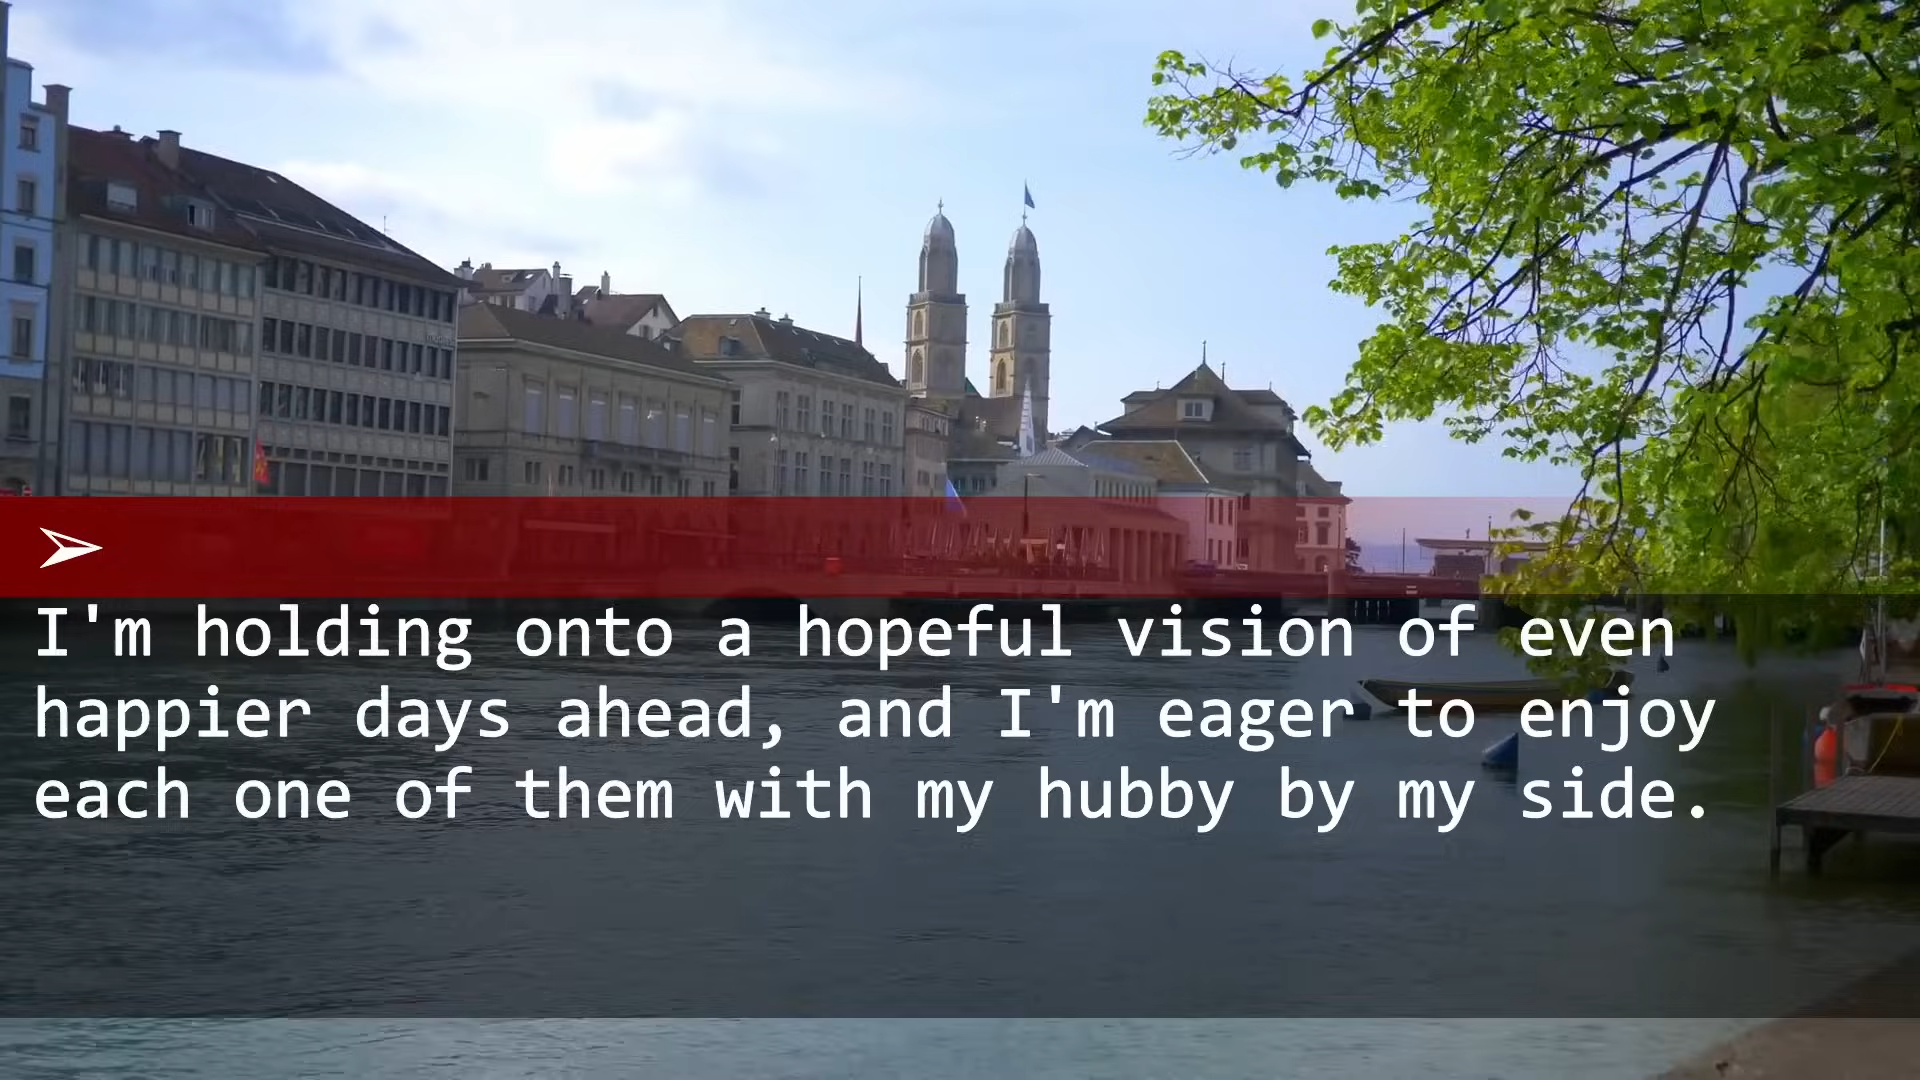 I'm holding onto a hopeful vision of even
happier days ahead, and I'm eager to enjoy
each one of them with my hubby by my side.